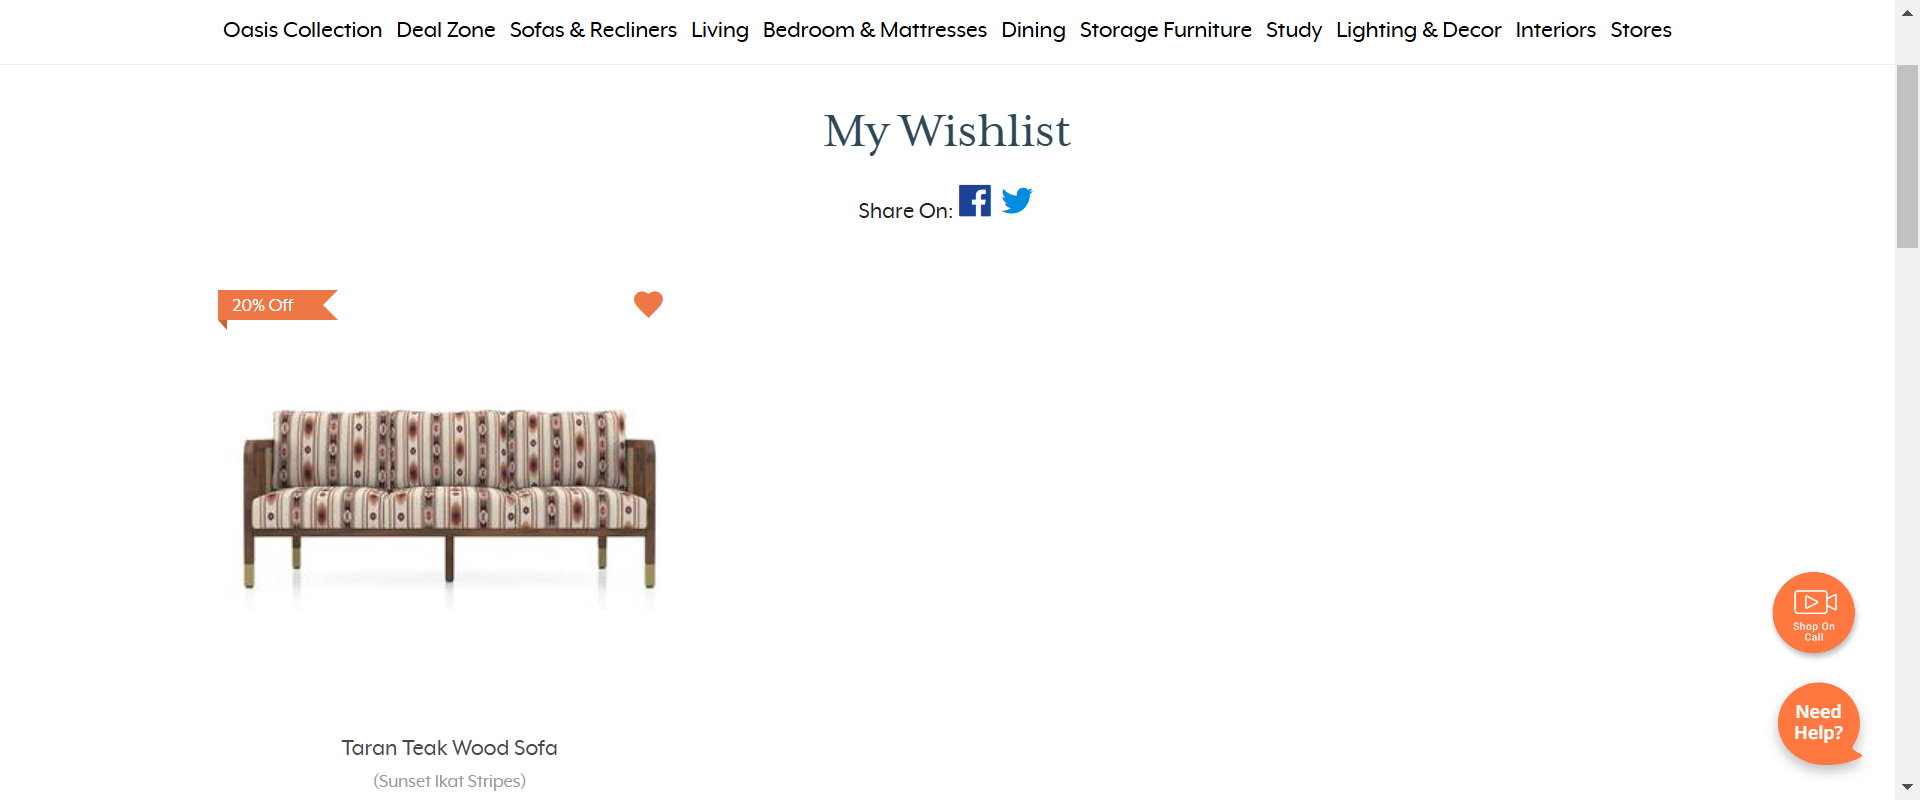 Oasis Collection Deal Zone Sofas & Recliners Living Bedroom & Mattresses Dining Storage Furniture Study Lighting & Decor Interiors Stores
My Wishlist
Share On:
20% Off
Taran Teak Wood Sofa
(Sunset Ikat Stripes)
Shop On
Call
Need
Help?